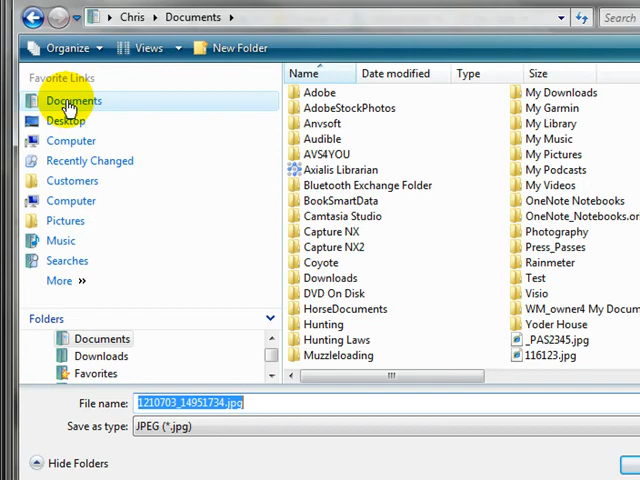 Chris ▸ Documents ▸
Search
Organize
Views
New Folder
Favorite Links
Documents
Desktop
Computer
Recently Changed
Customers
Computer
Pictures
Music
Searches
More »
Folders
Documents
Downloads
Favorites
Name
Date modified
Type
Size
Adobe
AdobeStockPhotos
Anvsoft
Audible
AVS4YOU
Axialis Librarian
Bluetooth Exchange Folder
BookSmartData
Camtasia Studio
Capture NX
Capture NX2
Coyote
Downloads
DVD On Disk
HorseDocuments
Hunting
Hunting Laws
Muzzleloading
My Downloads
My Garmin
My Library
My Music
My Pictures
My Podcasts
My Videos
OneNote Notebooks
OneNote_Notebooks.or
Photography
Press_Passes
Rainmeter
Test
Visio
WM_owner4 My Docum
Yoder House
_PAS2345.jpg
116123.jpg
File name: 1210703_14951734.jpg
Save as type: JPEG (*.jpg)
Hide Folders